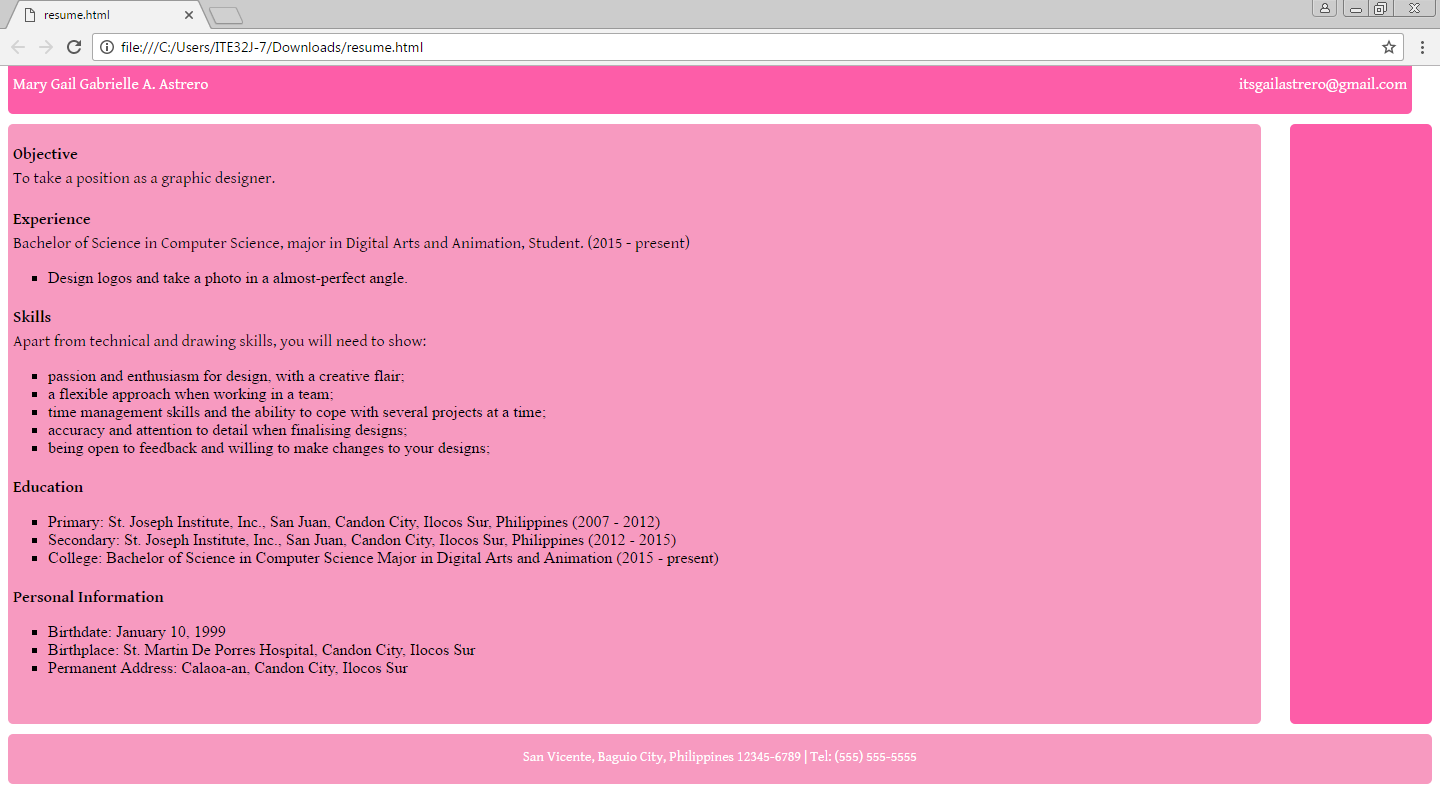 resume.html
file:///C:/Users/ITE32J-7/Downloads/resume.html
Mary Gail Gabrielle A. Astrero
itsgailastrero@gmail.com
Objective
To take a position as a graphic designer.
Experience
Bachelor of Science in Computer Science, major in Digital Arts and Animation, Student. (2015 - present)
Design logos and take a photo in a almost-perfect angle.
Skills
Apart from technical and drawing skills, you will need to show:
passion and enthusiasm for design, with a creative flair;
a flexible approach when working in a team;
time management skills and the ability to cope with several projects at a time;
accuracy and attention to detail when finalising designs;
being open to feedback and willing to make changes to your designs;
Education
Primary: St. Joseph Institute, Inc., San Juan, Candon City, Ilocos Sur, Philippines (2007 - 2012)
Secondary: St. Joseph Institute, Inc., San Juan, Candon City, Ilocos Sur, Philippines (2012 - 2015)
College: Bachelor of Science in Computer Science Major in Digital Arts and Animation (2015 - present)
Personal Information
Birthdate: January 10, 1999
Birthplace: St. Martin De Porres Hospital, Candon City, Ilocos Sur
Permanent Address: Calaoa-an, Candon City, Ilocos Sur
San Vicente, Baguio City, Philippines 12345-6789 | Tel: (555) 555-5555